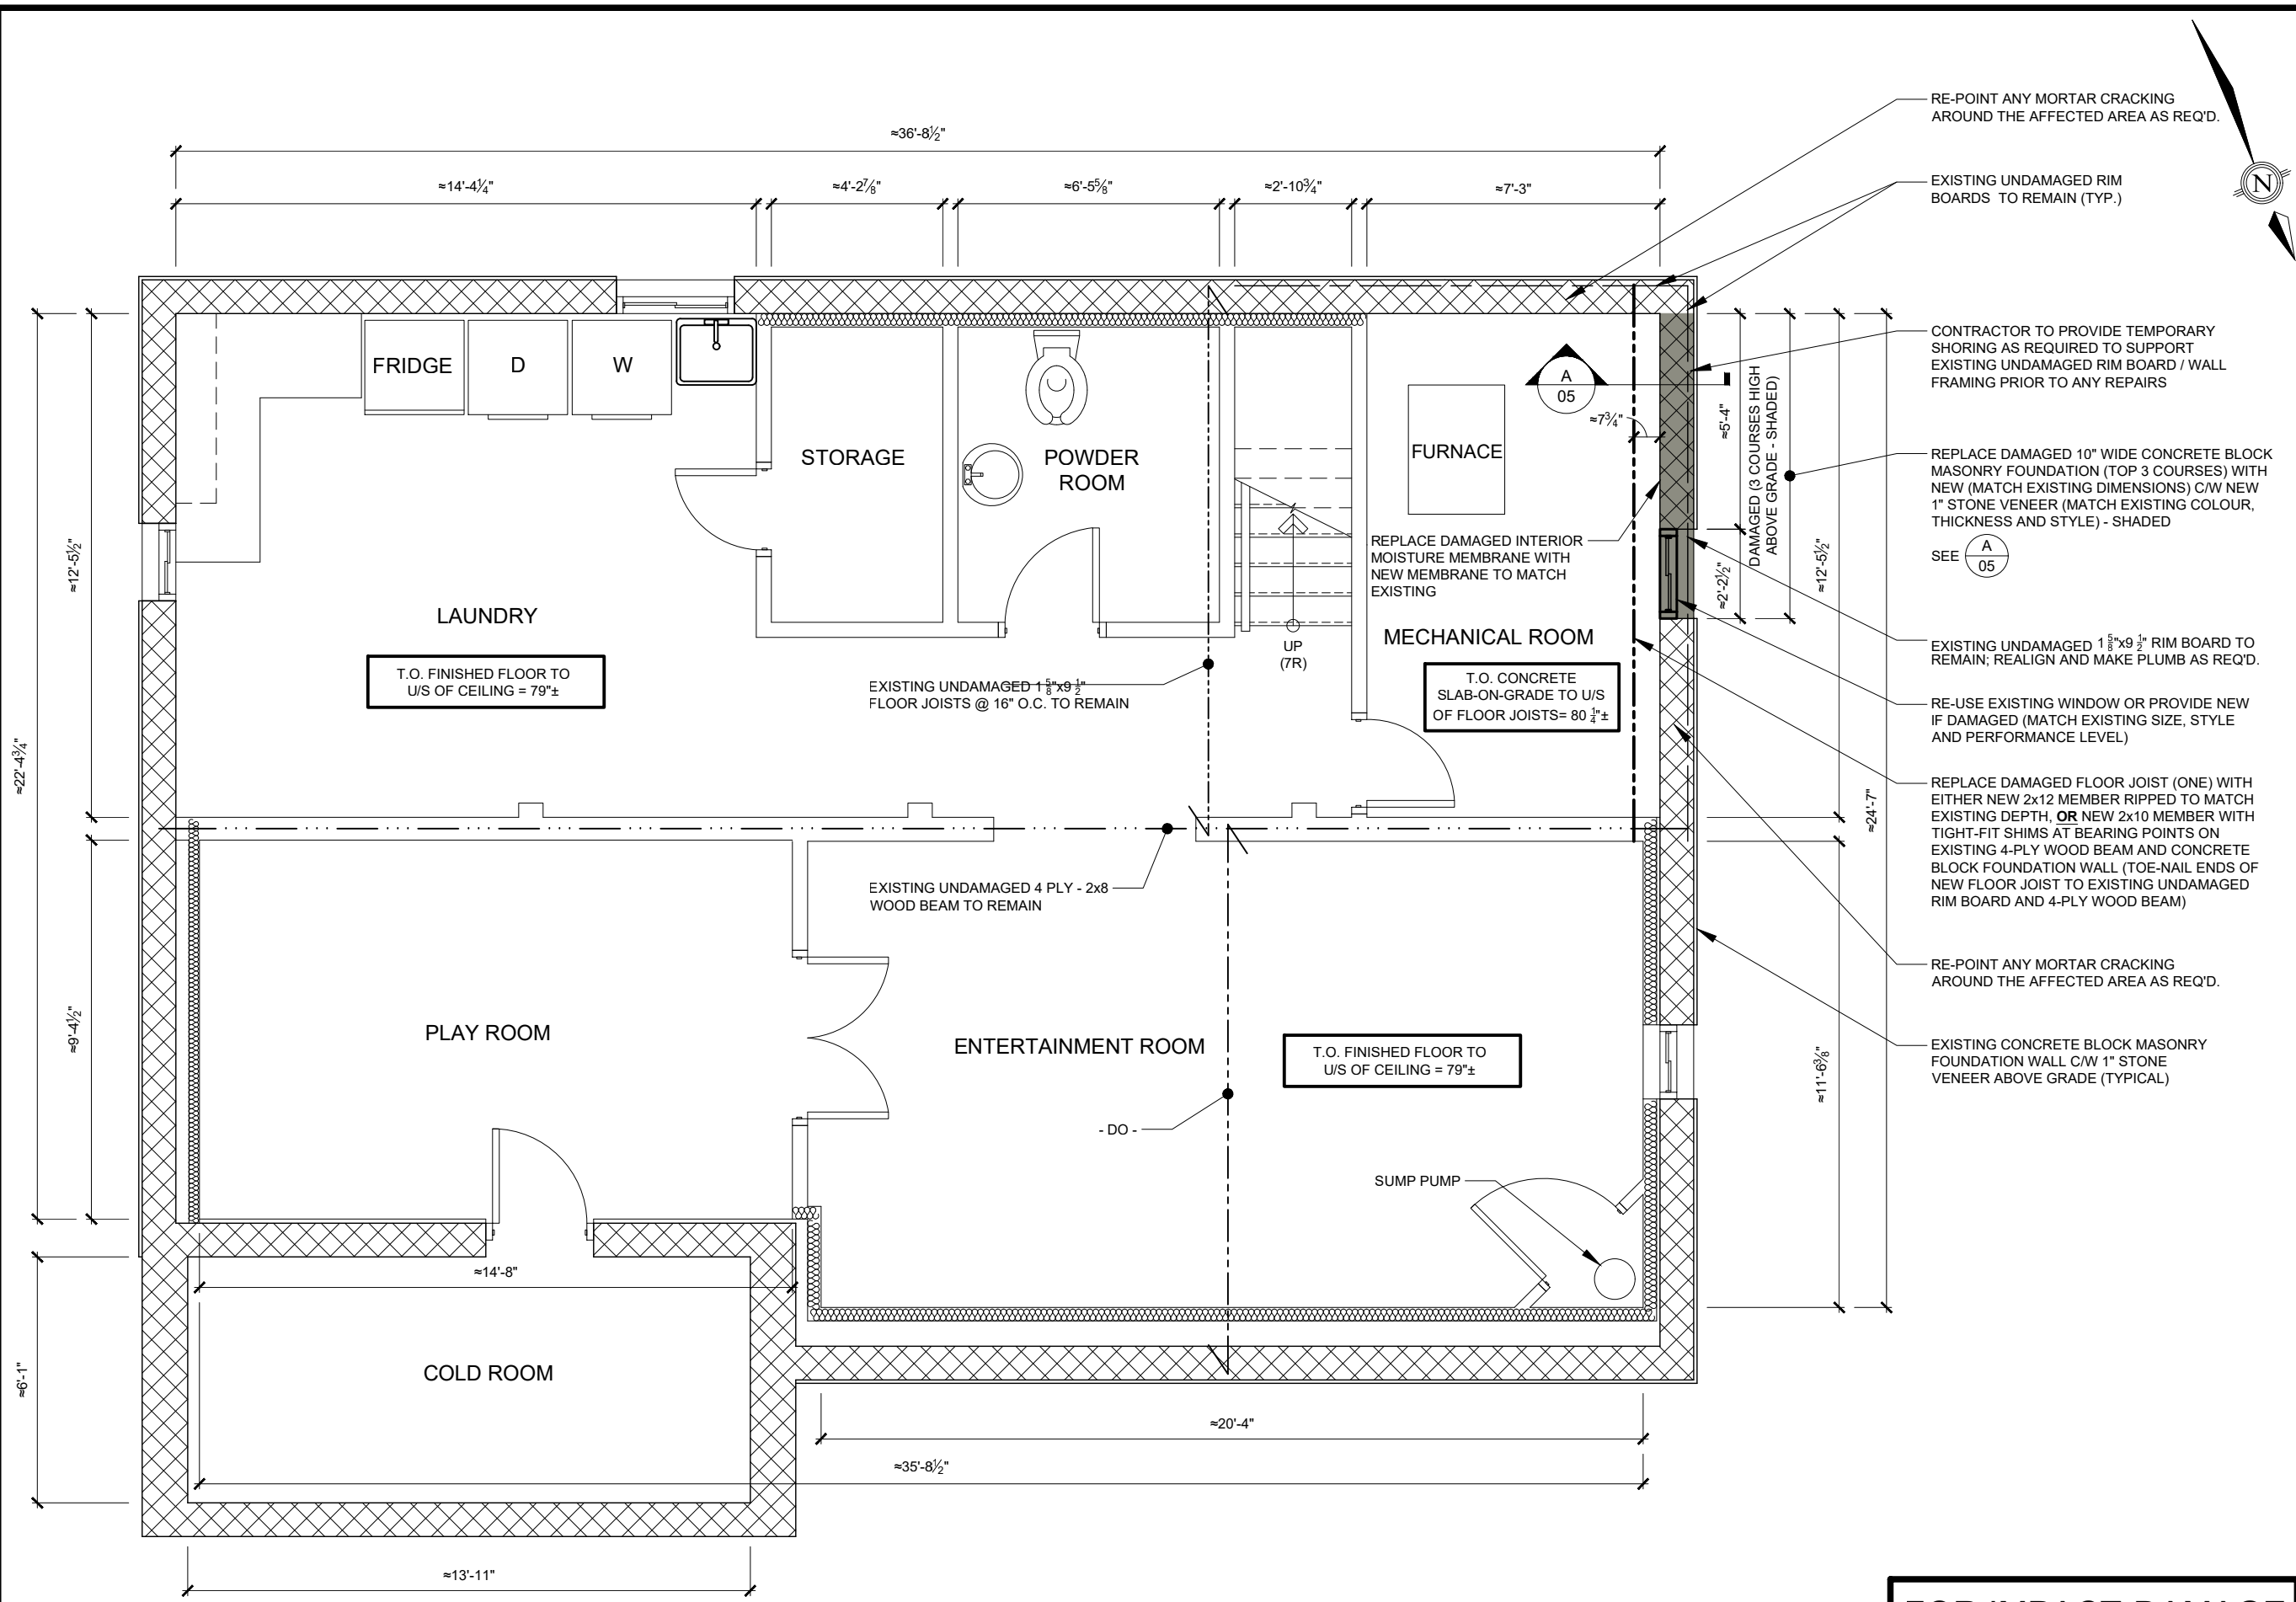 ≈36'-8½"
≈14'-4¼"
≈4'-2⅞"
≈6'-5⅝"
≈2'-10¾"
≈7'-3"
RE-POINT ANY MORTAR CRACKING
AROUND THE AFFECTED AREA AS REQ'D.
EXISTING UNDAMAGED RIM
BOARDS TO REMAIN (TYP.)
N
CONTRACTOR TO PROVIDE TEMPORARY
SHORING AS REQUIRED TO SUPPORT
EXISTING UNDAMAGED RIM BOARD / WALL
FRAMING PRIOR TO ANY REPAIRS
REPLACE DAMAGED 10" WIDE CONCRETE BLOCK
MASONRY FOUNDATION (TOP 3 COURSES) WITH
NEW (MATCH EXISTING DIMENSIONS) C/W NEW
1" STONE VENEER (MATCH EXISTING COLOUR,
THICKNESS AND STYLE) - SHADED
SEE
A
05
EXISTING UNDAMAGED 1 ⅝"x9 ½" RIM BOARD TO
REMAIN; REALIGN AND MAKE PLUMB AS REQ'D.
RE-USE EXISTING WINDOW OR PROVIDE NEW
IF DAMAGED (MATCH EXISTING SIZE, STYLE
AND PERFORMANCE LEVEL)
REPLACE DAMAGED FLOOR JOIST (ONE) WITH
EITHER NEW 2x12 MEMBER RIPPED TO MATCH
EXISTING DEPTH, OR NEW 2x10 MEMBER WITH
TIGHT-FIT SHIMS AT BEARING POINTS ON
EXISTING 4-PLY WOOD BEAM AND CONCRETE
BLOCK FOUNDATION WALL (TOE-NAIL ENDS OF
NEW FLOOR JOIST TO EXISTING UNDAMAGED
RIM BOARD AND 4-PLY WOOD BEAM)
RE-POINT ANY MORTAR CRACKING
AROUND THE AFFECTED AREA AS REQ'D.
EXISTING CONCRETE BLOCK MASONRY
FOUNDATION WALL C/W 1" STONE
VENEER ABOVE GRADE (TYPICAL)
FRIDGE
D
W
STORAGE
POWDER
ROOM
FURNACE
A
05
≈7¾"
≈5'-4"
≈2'-2½"
DAMAGED (3 COURSES HIGH
ABOVE GRADE - SHADED)
≈12'-5½"
≈24'-7"
≈11'-6⅜"
REPLACE DAMAGED INTERIOR
MOISTURE MEMBRANE WITH
NEW MEMBRANE TO MATCH
EXISTING
UP
(7R)
MECHANICAL ROOM
T.O. CONCRETE
SLAB-ON-GRADE TO U/S
OF FLOOR JOISTS= 80 ¼"±
LAUNDRY
T.O. FINISHED FLOOR TO
U/S OF CEILING = 79"±
EXISTING UNDAMAGED 1 ⅝"x9 ½"
FLOOR JOISTS @ 16" O.C. TO REMAIN
≈12'-5½"
≈22'-4¾"
≈9'-4½"
≈6'-1"
EXISTING UNDAMAGED 4 PLY - 2x8
WOOD BEAM TO REMAIN
PLAY ROOM
ENTERTAINMENT ROOM
T.O. FINISHED FLOOR TO
U/S OF CEILING = 79"±
- DO -
SUMP PUMP
≈14'-8"
COLD ROOM
≈20'-4"
≈35'-8½"
≈13'-11"
FOR IMPACT DAMAGE